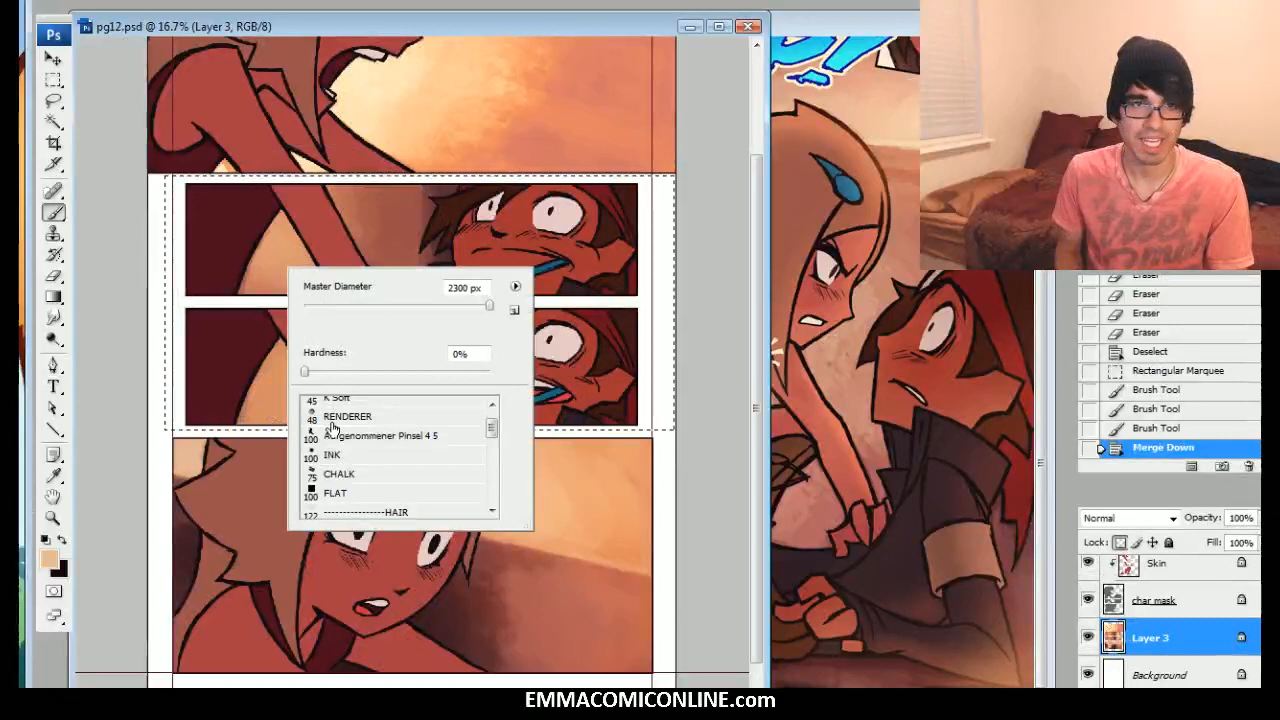 Ps
pg12.psd @ 16.7% (Layer 3, RGB/8)
Master Diameter
2300 px
Hardness:
0%
45
K Soft
48
RENDERER
100
genommener Pinsel 4 5
100
INK
75
CHALK
100
FLAT
122
----------------HAIR
Eraser
Eraser
Eraser
Eraser
Deselect
Rectangular Marquee
Brush Tool
Brush Tool
Brush Tool
Merge Down
Normal
Opacity:
100%
Lock:
Fill:
100%
Skin
char mask
Layer 3
Background
T
EMMACOMICONLINE.com